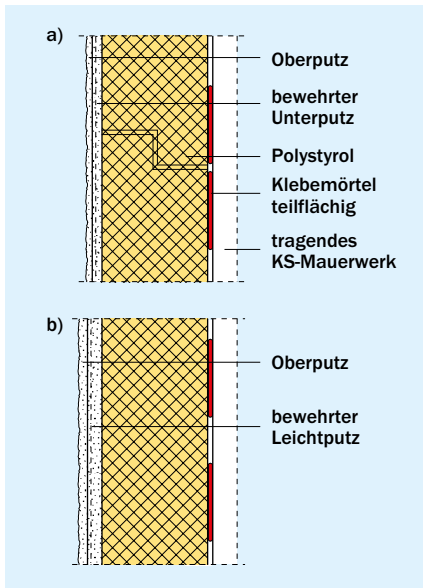 a)
Oberputz
bewehrter
Unterputz
Polystyrol
Klebemörtel
teilflächig
tragendes
KS-Mauerwerk
b)
Oberputz
bewehrter
Leichtputz